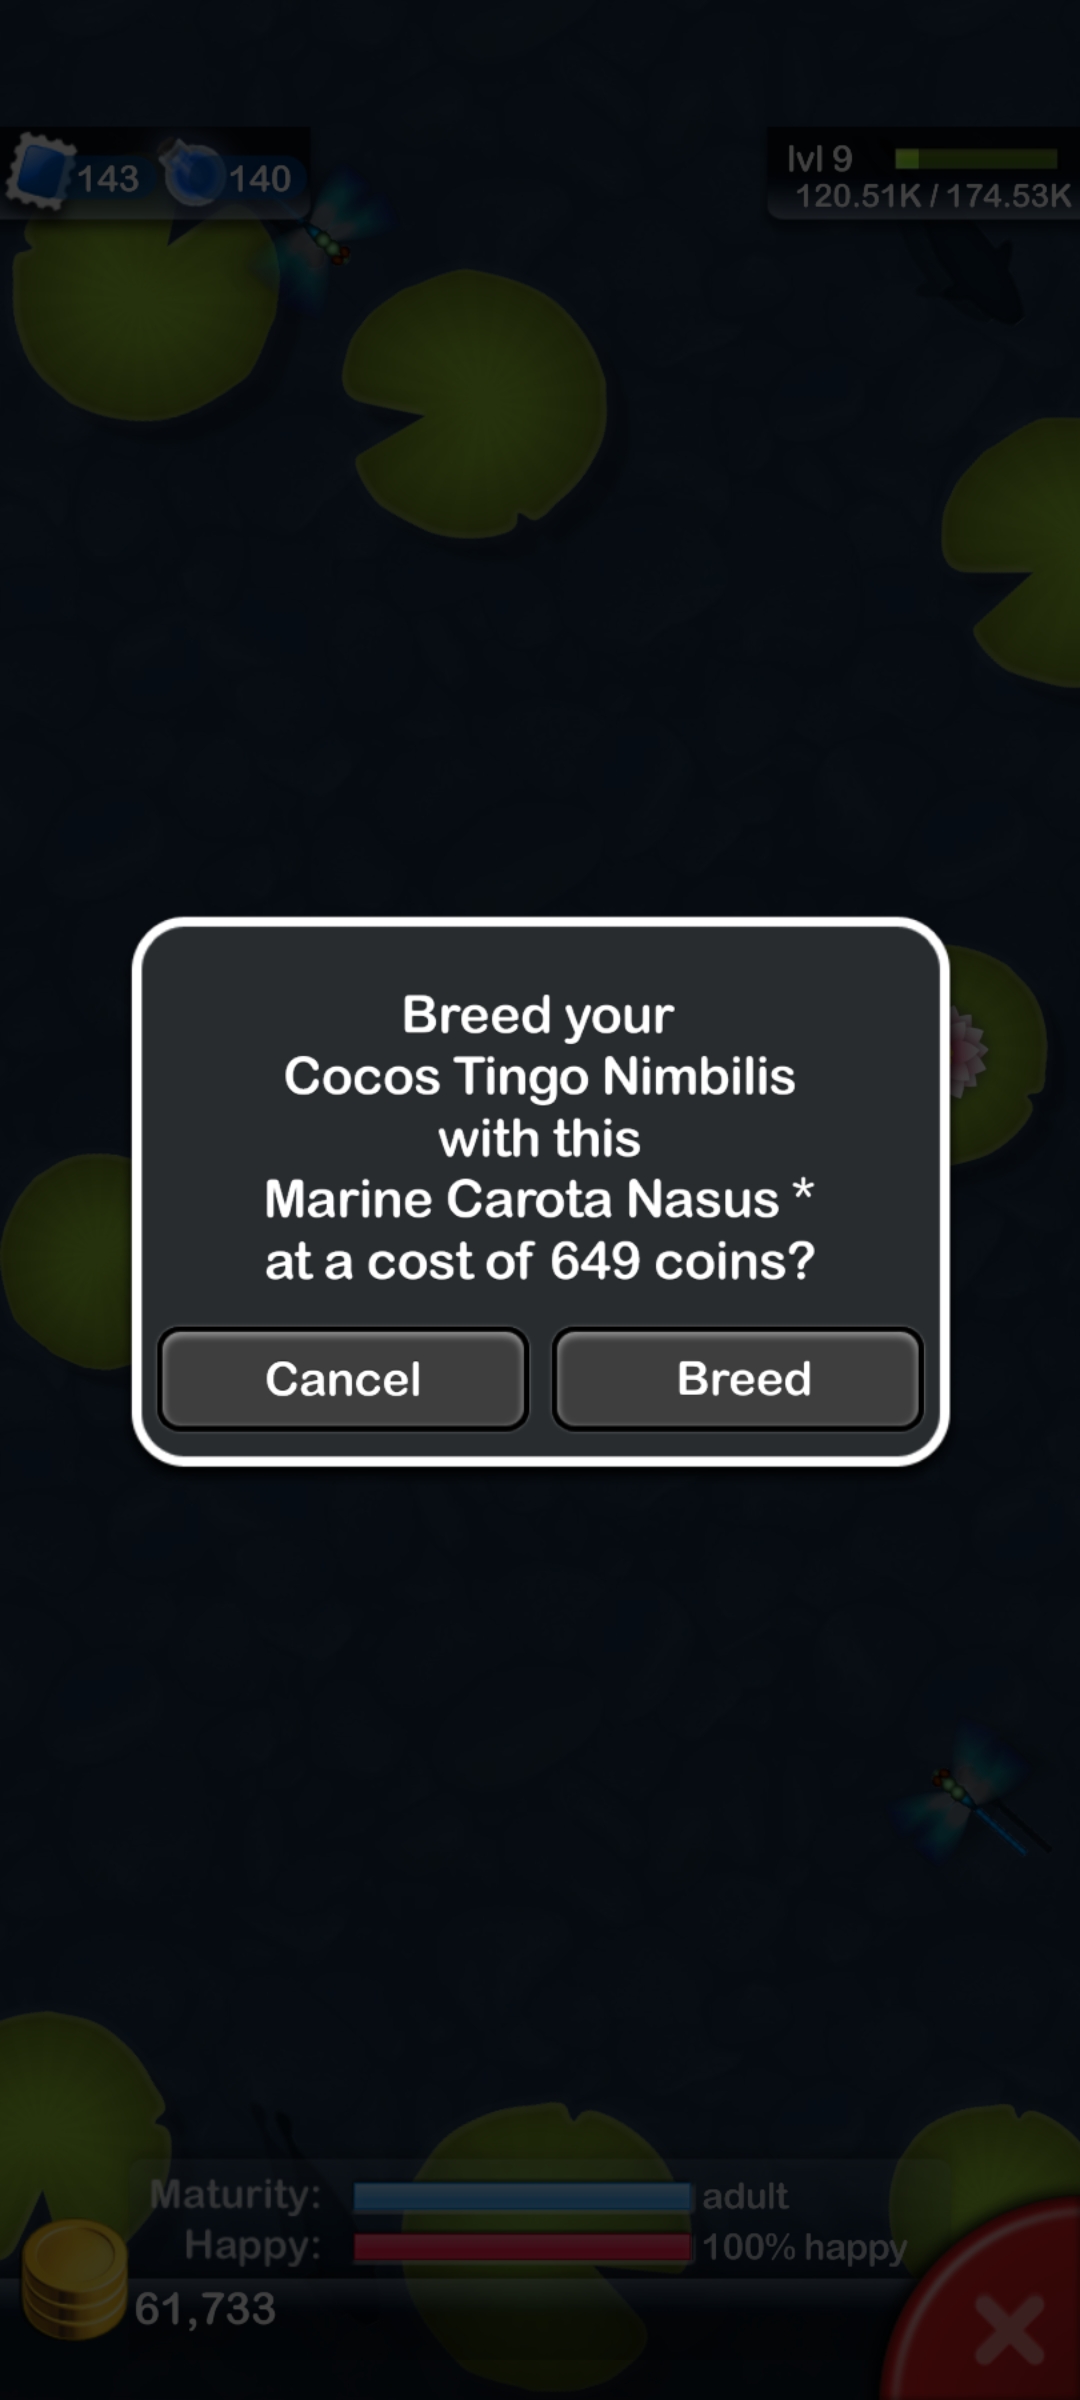 143
140
lvl 9
120.51K / 174.53K
Breed your
Cocos Tingo Nimbilis
with this
Marine Carota Nasus *
at a cost of 649 coins?
Cancel
Breed
Maturity: adult
Happy: 100% happy
61,733